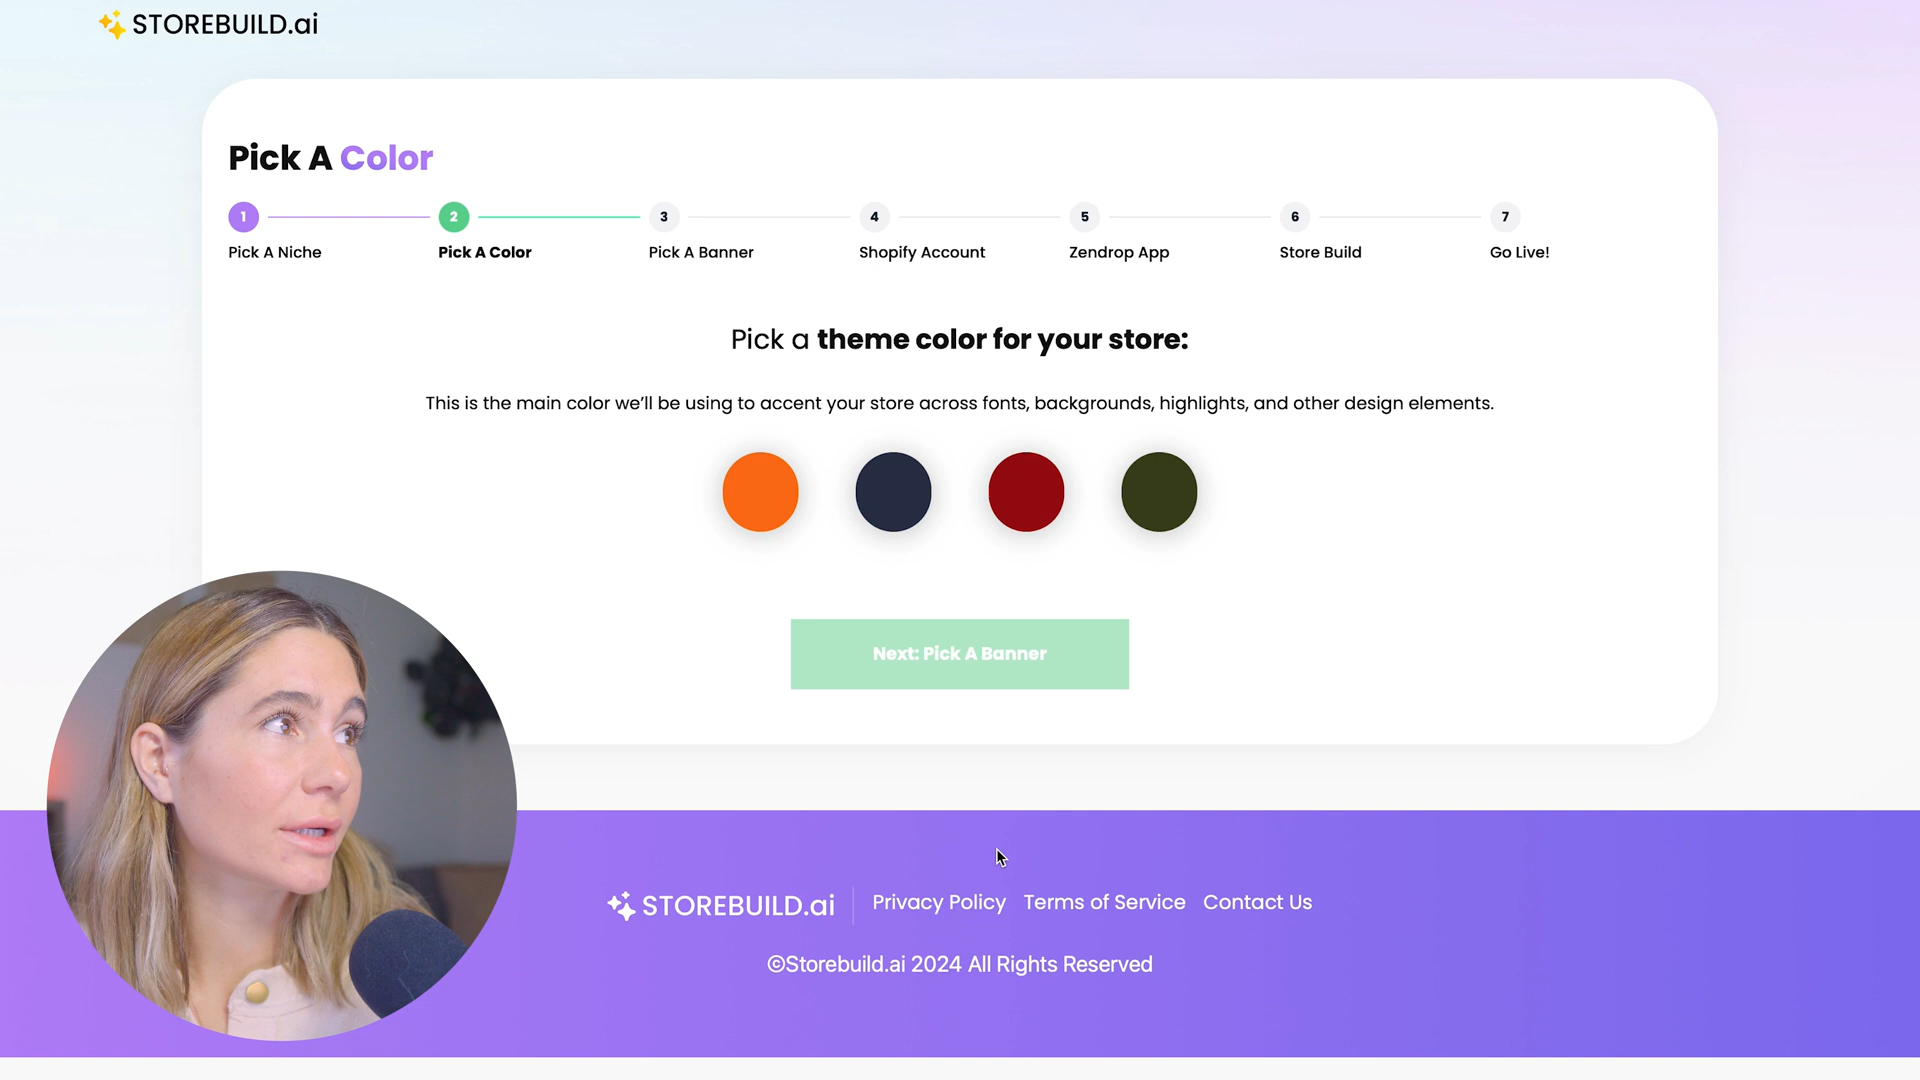 STOREBUILD.ai
Pick A Color
1 2 3 4 5 6 7
Pick A Niche Pick A Color Pick A Banner Shopify Account Zendrop App Store Build Go Live!
Pick a theme color for your store:
This is the main color we'll be using to accent your store across fonts, backgrounds, highlights, and other design elements.
Next: Pick A Banner
STOREBUILD.ai Privacy Policy Terms of Service Contact Us
©Storebuild.ai 2024 All Rights Reserved